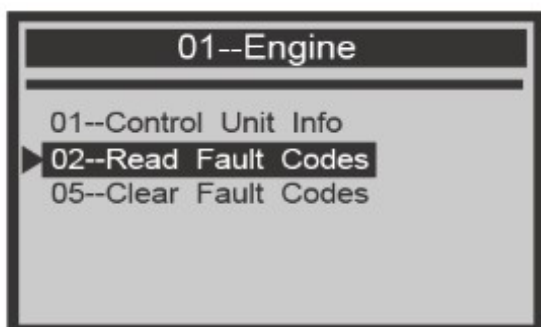 01--Engine
01--Control Unit Info
02--Read Fault Codes
05--Clear Fault Codes